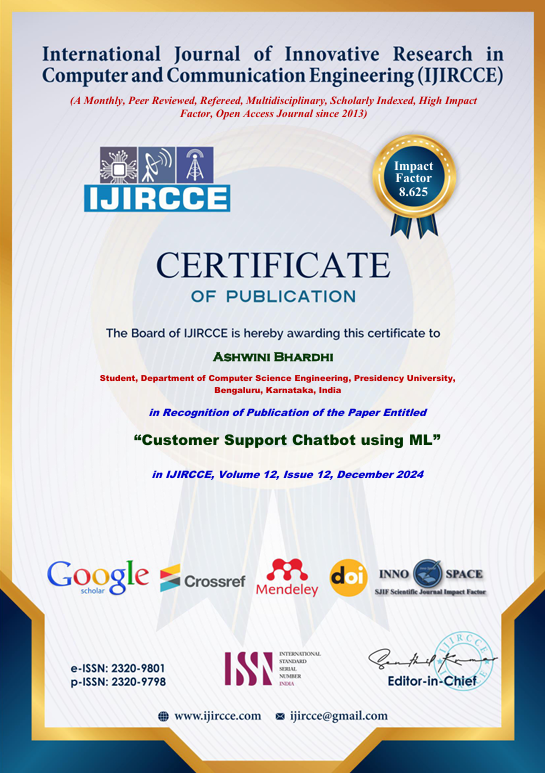 International Journal of Innovative Research in
Computer and Communication Engineering (IJIRCCE)
(A Monthly, Peer Reviewed, Refereed, Multidisciplinary, Scholarly Indexed, High Impact
Factor, Open Access Journal since 2013)
IJIRCCE
Impact
Factor
8.625
CERTIFICATE
OF PUBLICATION
The Board of IJIRCCE is hereby awarding this certificate to
ASHWINI BHARDHI
Student, Department of Computer Science Engineering, Presidency University,
Bengaluru, Karnataka, India
in Recognition of Publication of the Paper Entitled
“Customer Support Chatbot using ML”
in IJIRCCE, Volume 12, Issue 12, December 2024
Google
scholar
Crossref
Mendeley
doi
INNO SPACE
SJIF Scientific Journal Impact Factor
e-ISSN: 2320-9801
p-ISSN: 2320-9798
ISSN
INTERNATIONAL
STANDARD
SERIAL
NUMBER
INDIA
IJIRCCE
Editor-in-Chief
www.ijircce.com ijircce@gmail.com